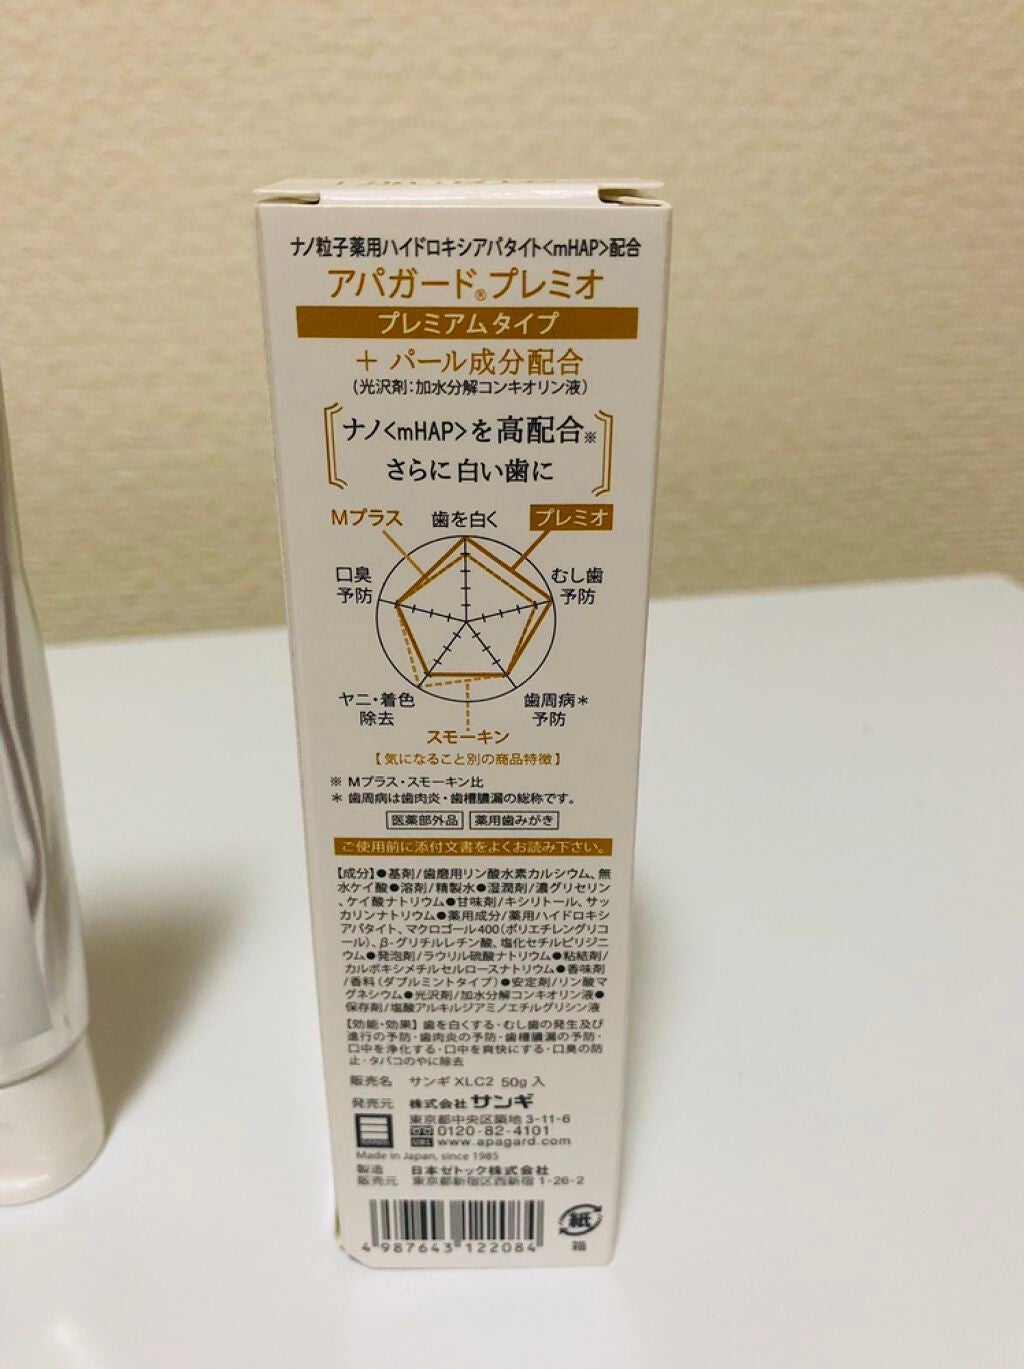 ナノ粒子薬用ハイドロキシアパタイト<mHAP>配合
アパガード®プレミオ
プレミアムタイプ
＋ パール成分配合
(光沢剤:加水分解コンキオリン液)
ナノ<mHAP>を高配合※
さらに白い歯に
Mプラス 歯を白く プレミオ
口臭
予防
むし歯
予防
ヤニ・着色
除去
歯周病＊
予防
スモーキン
【気になること別の商品特徴】
※ Mプラス・スモーキン比
＊ 歯周病は歯肉炎・歯槽膿漏の総称です。
医薬部外品 薬用歯みがき
ご使用前に添付文書をよくお読み下さい。
【成分】●基剤/歯磨用リン酸水素カルシウム、無
水ケイ酸●溶剤/精製水●湿潤剤/濃グリセリン
、ケイ酸ナトリウム●甘味剤/キシリトール、サッ
カリンナトリウム●薬用成分/薬用ハイドロキシ
アパタイト、マクロゴール400(ポリエチレングリコ
ール)、β-グリチルレチン酸、塩化セチルピリジニ
ウム●発泡剤/ラウリル硫酸ナトリウム●粘結剤/
カルボキシメチルセルロースナトリウム●香味剤
/香料(ダブルミントタイプ)●安定剤/リン酸マ
グネシウム●光沢剤/加水分解コンキオリン液●
保存剤/塩酸アルキルジアミノエチルグリシン液
【効能・効果】歯を白くする・むし歯の発生及び
進行の予防・歯肉炎の予防・歯槽膿漏の予防・
口中を浄化する・口中を爽快にする・口臭の防
止・タバコのやに除去
販売名 サンギ XLC2 50g 入
発売元 株式会社 サンギ
東京都中央区築地 3-11-6
0120-82-4101
URL www.apagard.com
Made in Japan, since 1985
製造
販売元
日本ゼトック株式会社
東京都新宿区西新宿 1-26-2
4 987643 122084
紙
箱